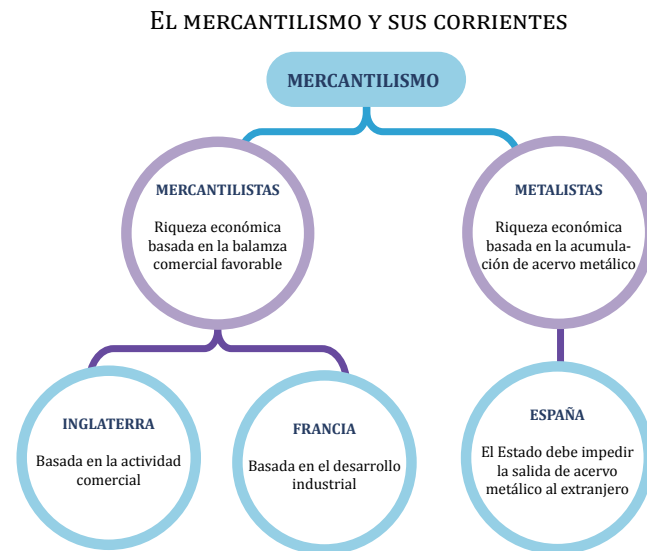 EL MERCANTILISMO Y SUS CORRIENTES
MERCANTILISMO
MERCANTILISTAS
Riqueza económica
basada en la balamza
comercial favorable
METALISTAS
Riqueza económica
basada en la acumula-
ción de acervo metálico
INGLATERRA
Basada en la actividad
comercial
FRANCIA
Basada en el desarrollo
industrial
ESPAÑA
El Estado debe impedir
la salida de acervo
metálico al extranjero